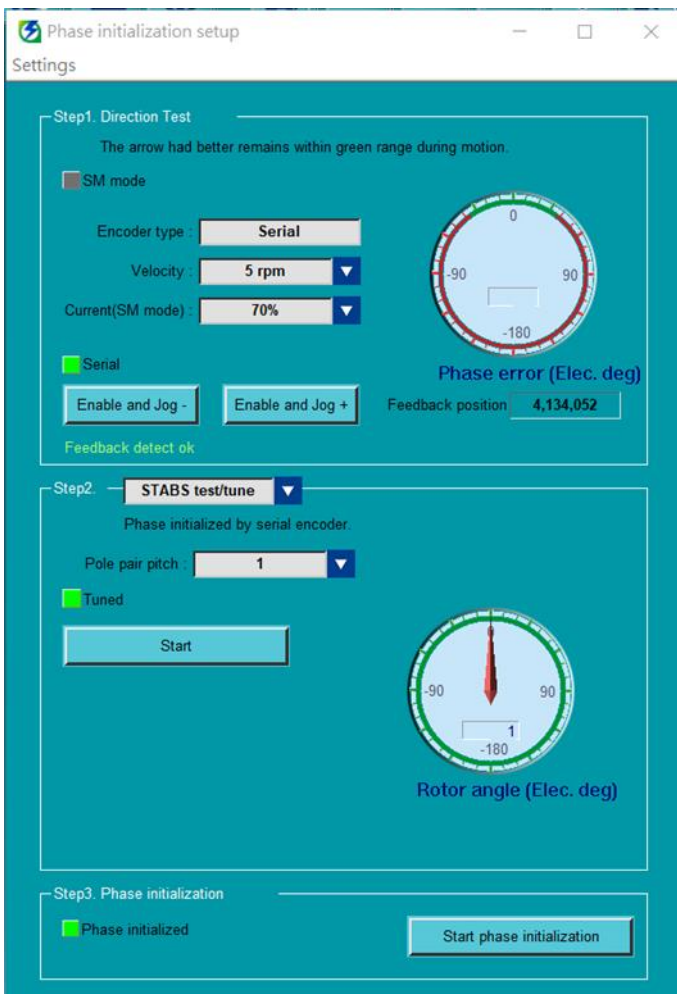 Phase initialization setup
Settings
Step1. Direction Test
The arrow had better remains within green range during motion.
SM mode
Encoder type : Serial
Velocity : 5 rpm
Current(SM mode) : 70%
0
-90 90
-180
Phase error (Elec. deg)
Serial
Enable and Jog - Enable and Jog + Feedback position 4,134,052
Feedback detect ok
Step2. STABS test/tune
Phase initialized by serial encoder.
Pole pair pitch : 1
Tuned
Start
0
-90 90
1
-180
Rotor angle (Elec. deg)
Step3. Phase initialization
Phase initialized Start phase initialization